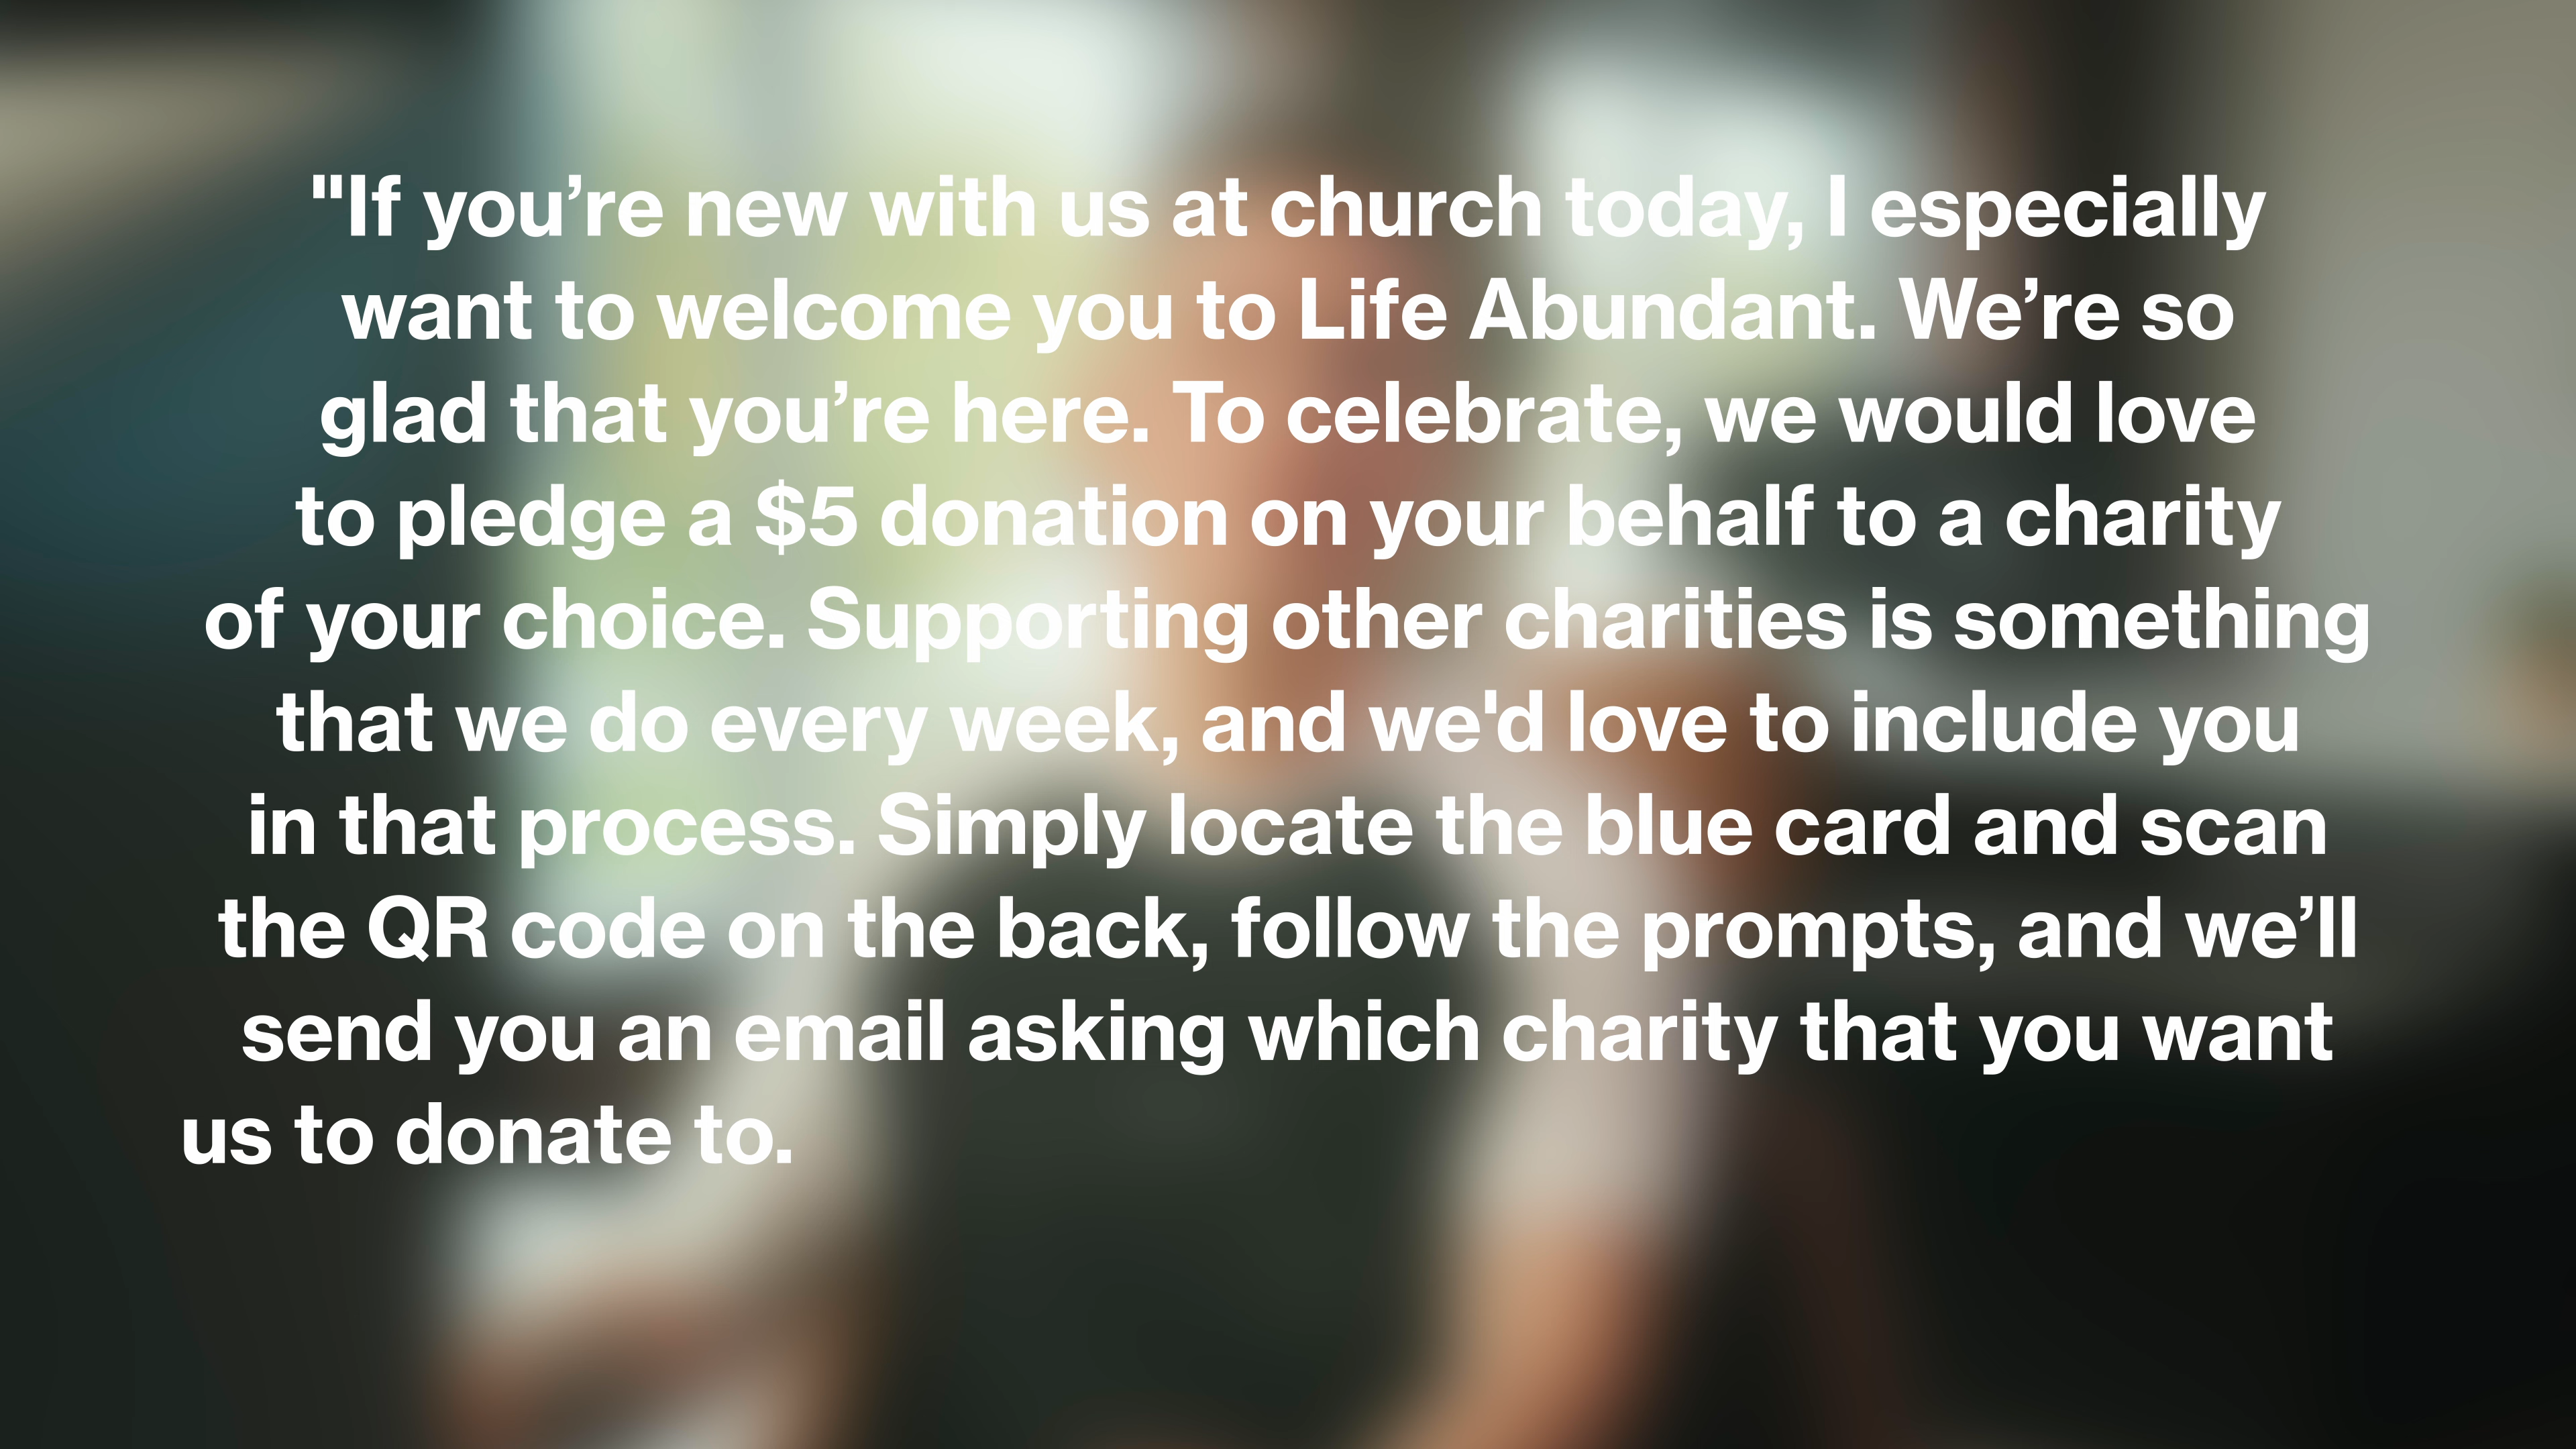 "If you’re new with us at church today, I especially
want to welcome you to Life Abundant. We’re so
glad that you’re here. To celebrate, we would love
to pledge a $5 donation on your behalf to a charity
of your choice. Supporting other charities is something
that we do every week, and we'd love to include you
in that process. Simply locate the blue card and scan
the QR code on the back, follow the prompts, and we’ll
send you an email asking which charity that you want
us to donate to.